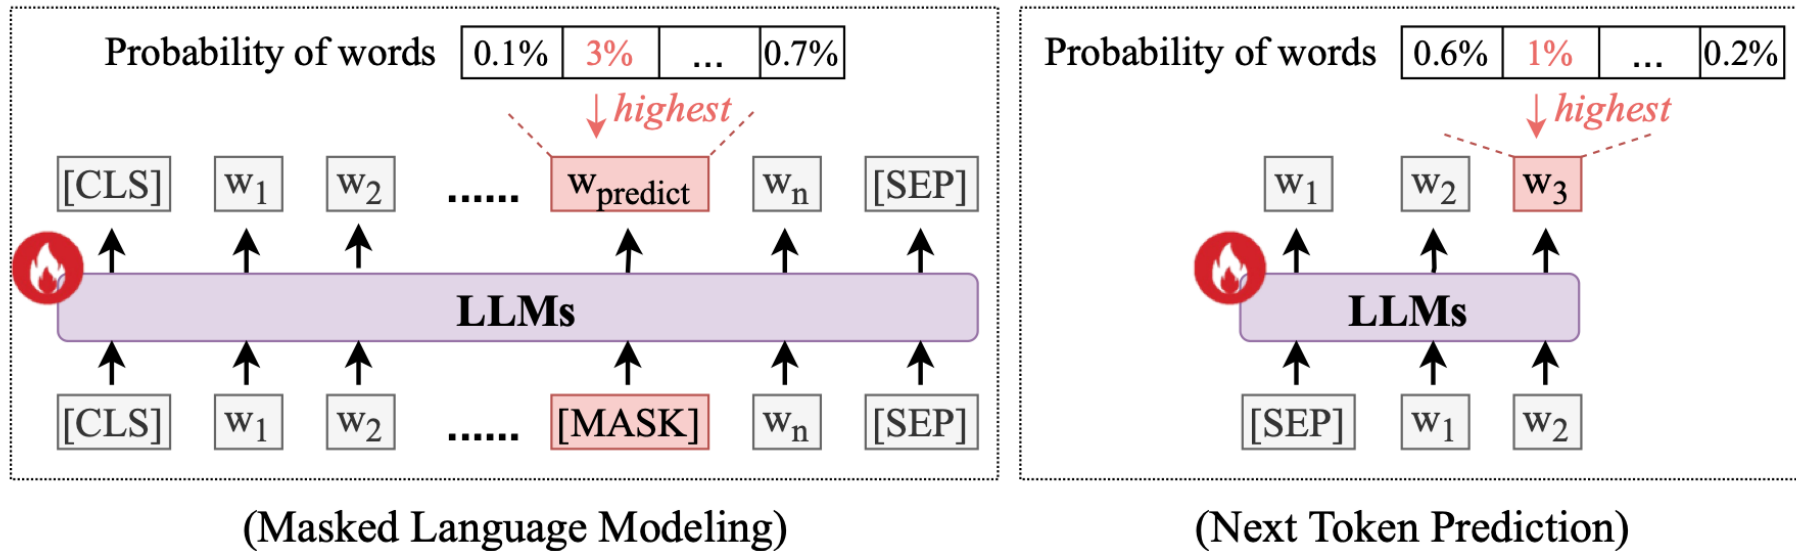 Probability of words 0.1% 3% ... 0.7%
highest
[CLS] w1 w2 ...... wpredict wn [SEP]
LLMs
[CLS] w1 w2 ...... [MASK] wn [SEP]
(Masked Language Modeling)
Probability of words 0.6% 1% ... 0.2%
highest
w1 w2 w3
LLMs
[SEP] w1 w2
(Next Token Prediction)